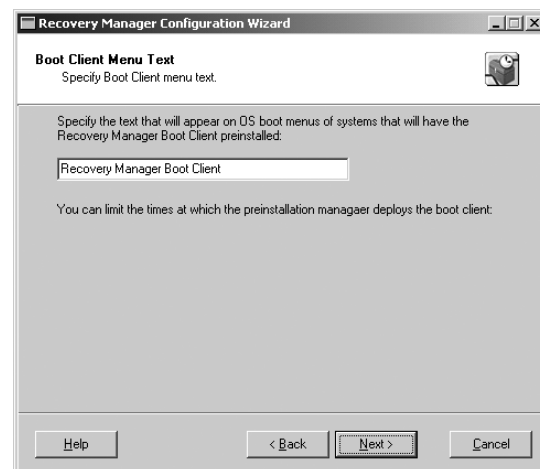 Recovery Manager Configuration Wizard
Boot Client Menu Text
Specify Boot Client menu text.
Specify the text that will appear on OS boot menus of systems that will have the
Recovery Manager Boot Client preinstalled:
Recovery Manager Boot Client
You can limit the times at which the preinstallation managaer deploys the boot client:
Help
< Back
Next >
Cancel